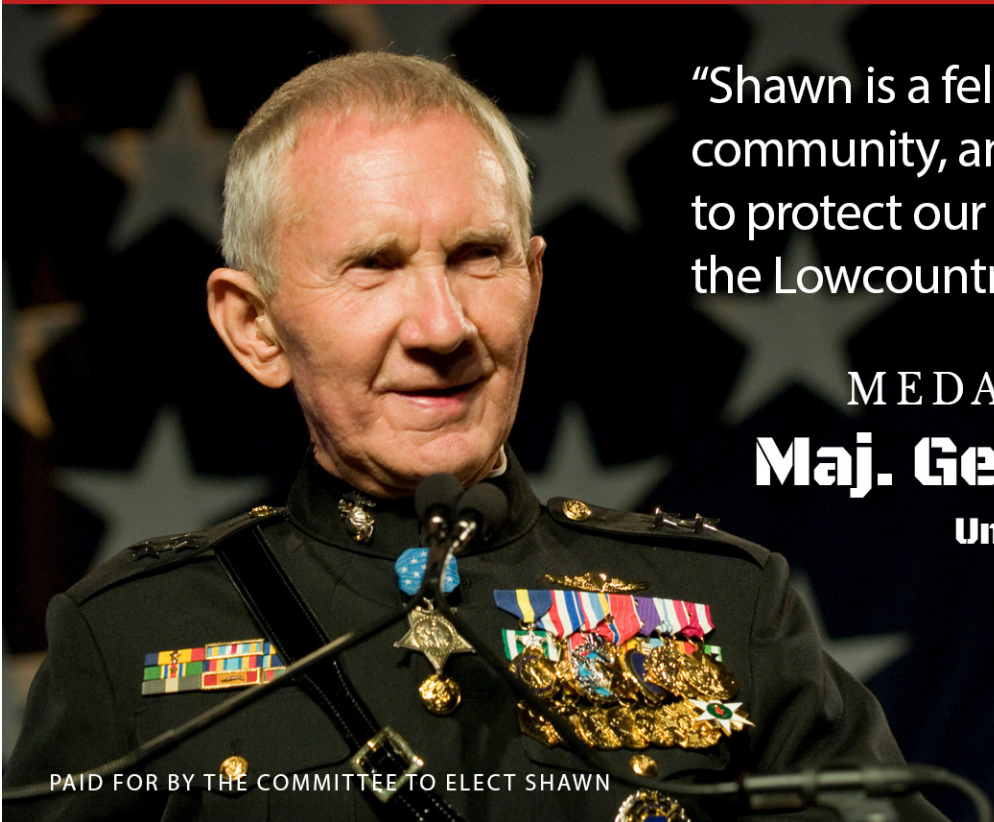 “Shawn is a fel
community, an
to protect our
the Lowcountr
MEDA
Maj. Ge
Un
PAID FOR BY THE COMMITTEE TO ELECT SHAWN